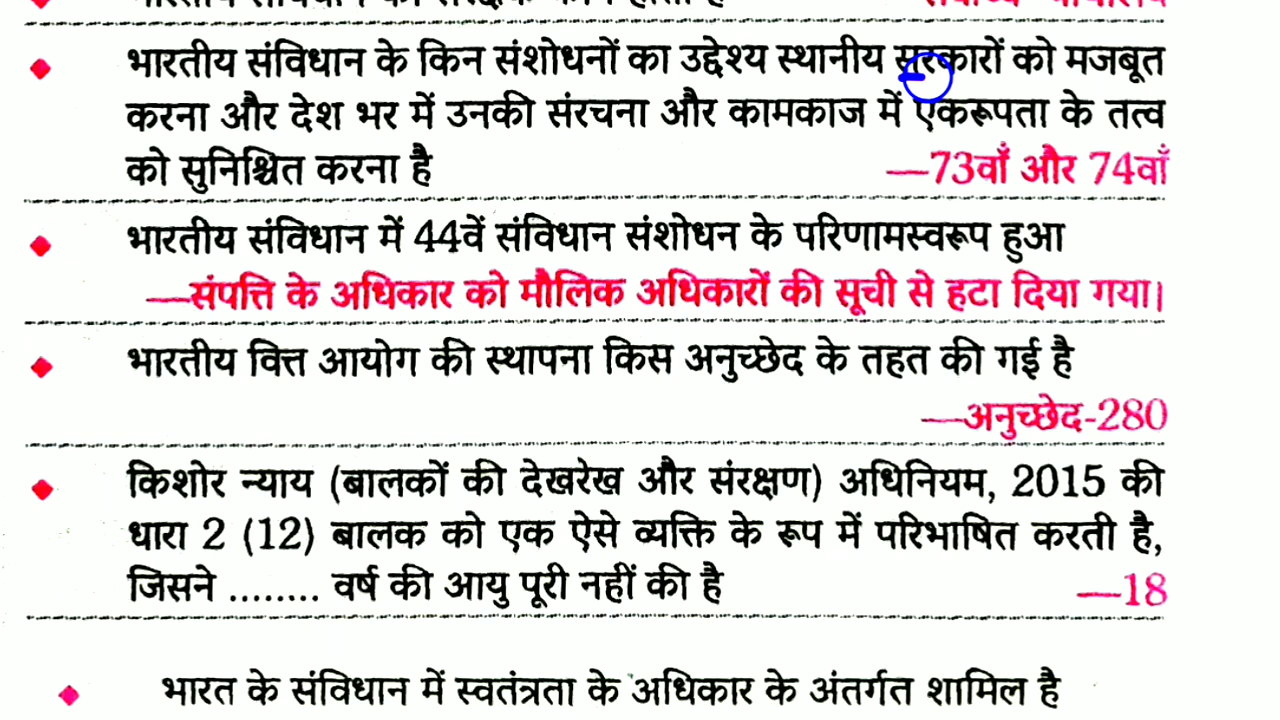 भारतीय संविधान के किन संशोधनों का उद्देश्य स्थानीय सरकारों को मजबूत
करना और देश भर में उनकी संरचना और कामकाज में एकरूपता के तत्व
को सुनिश्चित करना है —73वाँ और 74वाँ
भारतीय संविधान में 44वें संविधान संशोधन के परिणामस्वरूप हुआ
—संपत्ति के अधिकार को मौलिक अधिकारों की सूची से हटा दिया गया।
भारतीय वित्त आयोग की स्थापना किस अनुच्छेद के तहत की गई है
—अनुच्छेद-280
किशोर न्याय (बालकों की देखरेख और संरक्षण) अधिनियम, 2015 की
धारा 2 (12) बालक को एक ऐसे व्यक्ति के रूप में परिभाषित करती है,
जिसने ........ वर्ष की आयु पूरी नहीं की है —18
भारत के संविधान में स्वतंत्रता के अधिकार के अंतर्गत शामिल है